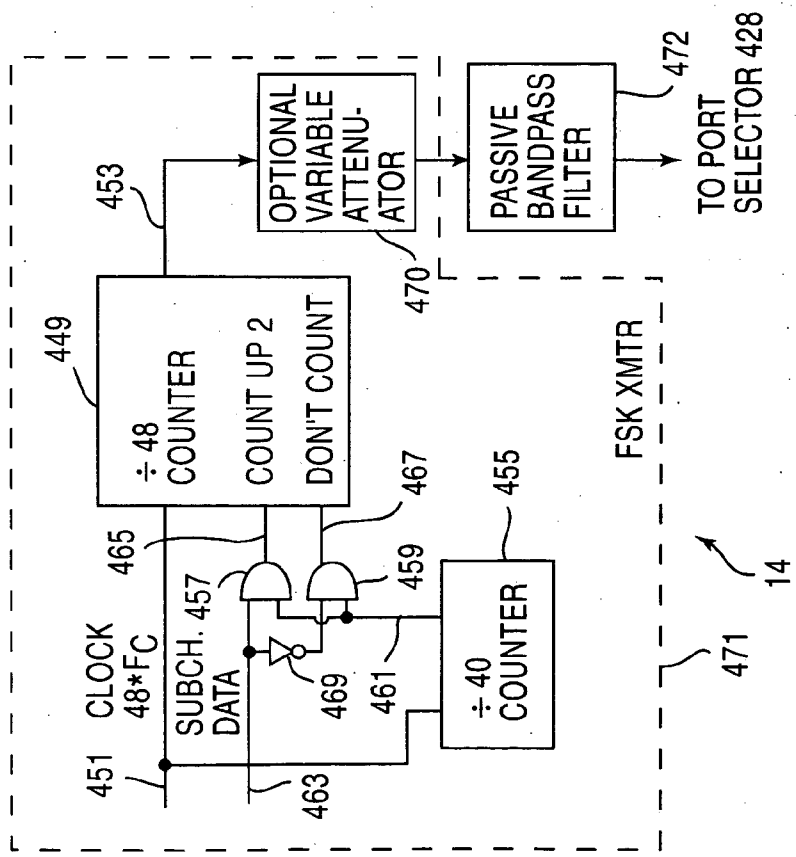 449
453
÷ 48
COUNTER
COUNT UP 2
DON'T COUNT
CLOCK
48*FC
451
SUBCH.
DATA
457
465
467
463
469
459
461
÷ 40
COUNTER
455
OPTIONAL
VARIABLE
ATTENU-
ATOR
470
PASSIVE
BANDPASS
FILTER
472
TO PORT
SELECTOR 428
FSK XMTR
471
14